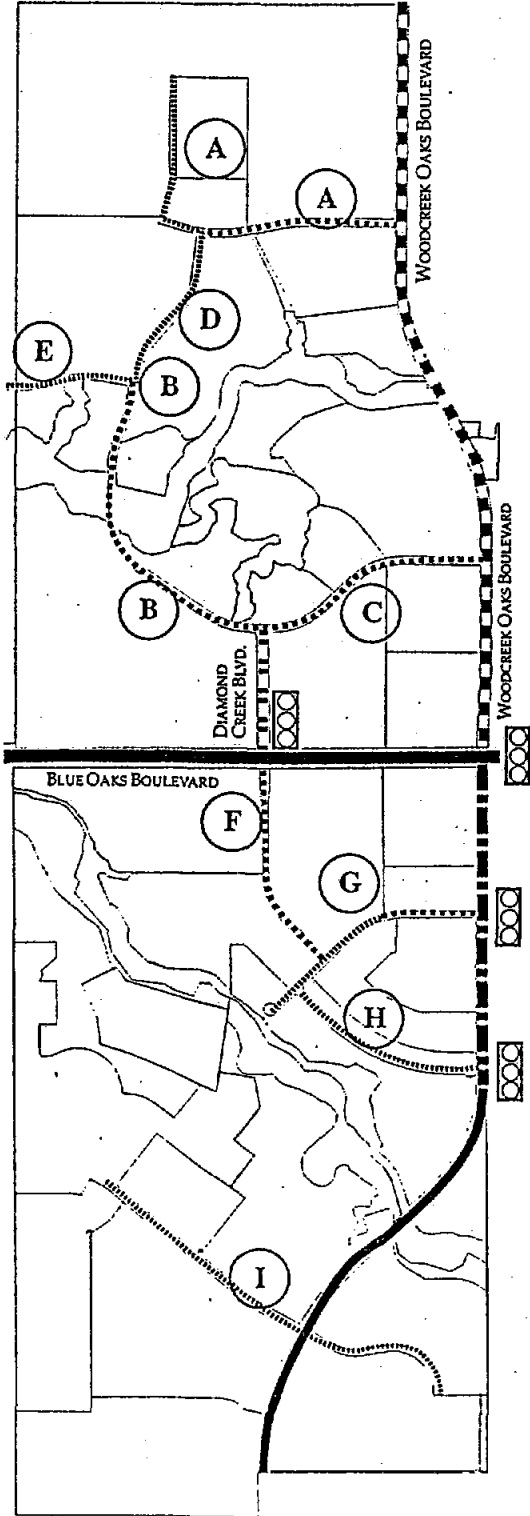 A
WOODCREEK OAKS BOULEVARD
A
D
E
B
B
C
WOODCREEK OAKS BOULEVARD
DIAMOND
CREEK BLVD.
BLUE OAKS BOULEVARD
F
G
H
I